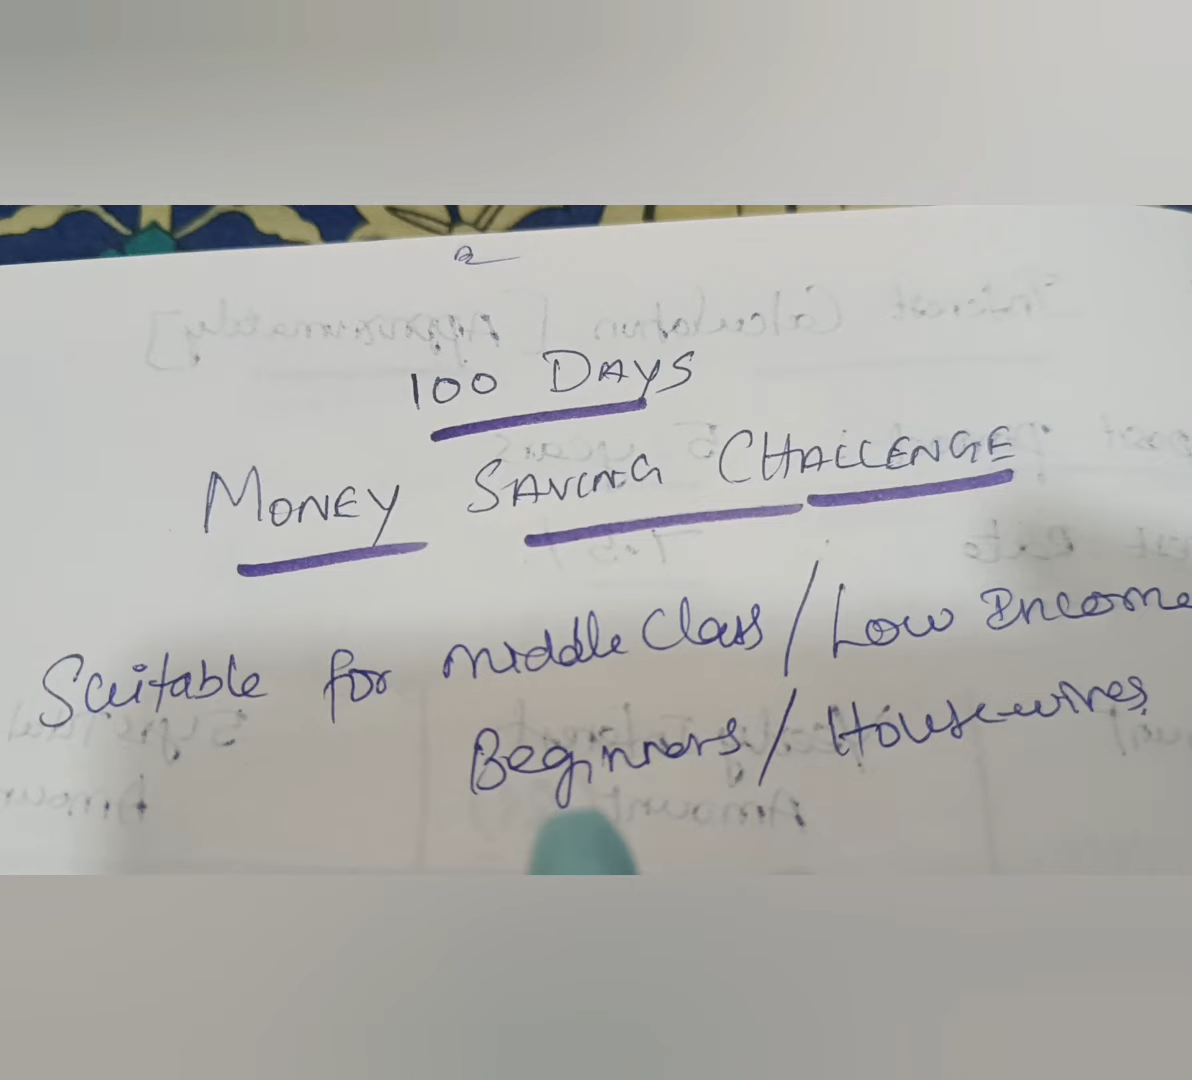 100 DAYS
MONEY SAVING CHALLENGE
Suitable for middle Class / Low Income
Beginners / Housewives